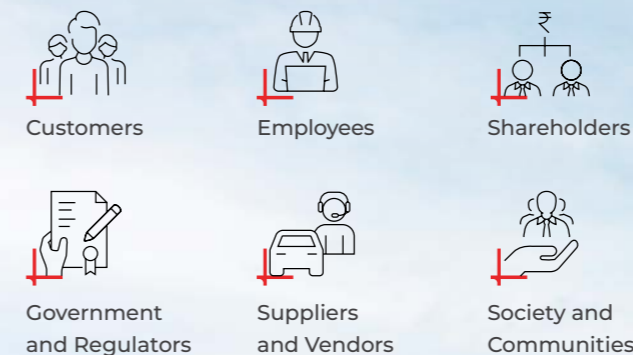 ₹
Customers
Employees
Shareholders
Government
and Regulators
Suppliers
and Vendors
Society and
Communities